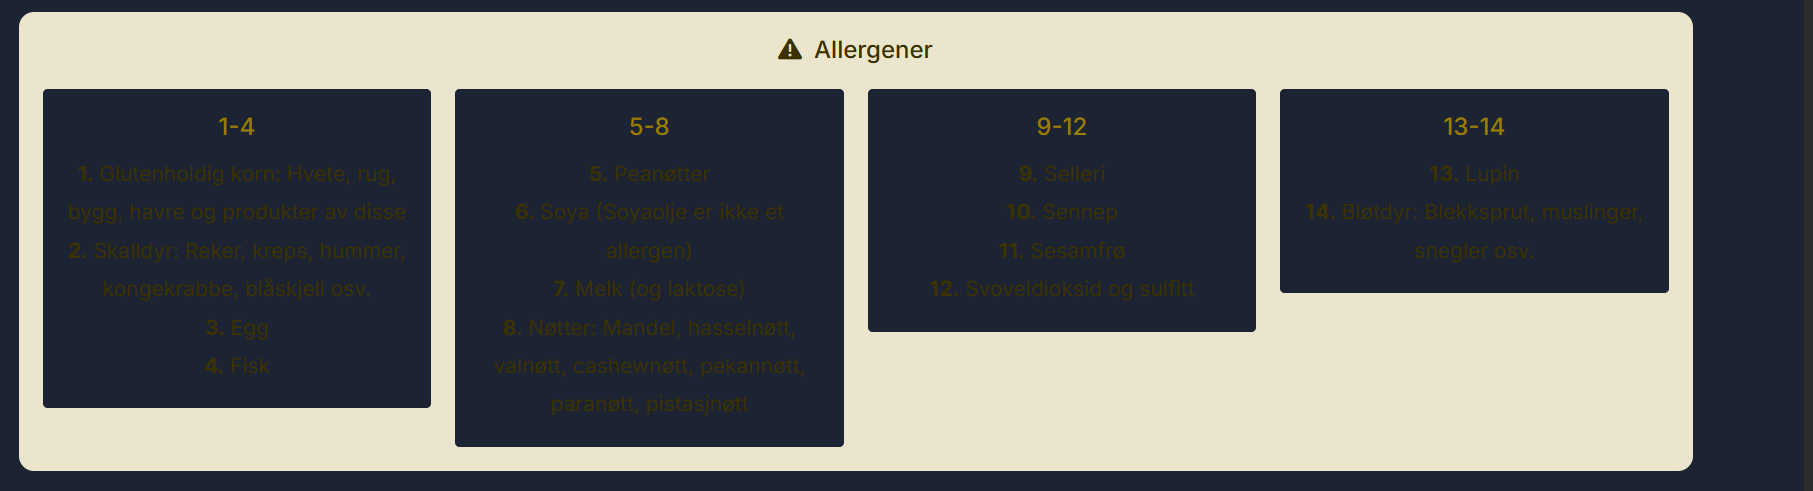 Allergener
1-4
1. Glutenholdig korn: Hvete, rug,
bygg, havre og produkter av disse
2. Skalldyr: Reker, kreps, hummer,
kongekrabbe, blåskjell osv.
3. Egg
4. Fisk
5-8
5. Peanøtter
6. Soya (Soyaolje er ikke et
allergen)
7. Melk (og laktose)
8. Nøtter: Mandel, hasselnøtt,
valnøtt, cashewnøtt, pekannøtt,
paranøtt, pistasjnøtt
9-12
9. Selleri
10. Sennep
11. Sesamfrø
12. Svoveldioksid og sulfitt
13-14
13. Lupin
14. Bløtdyr: Blekksprut, muslinger,
snegler osv.